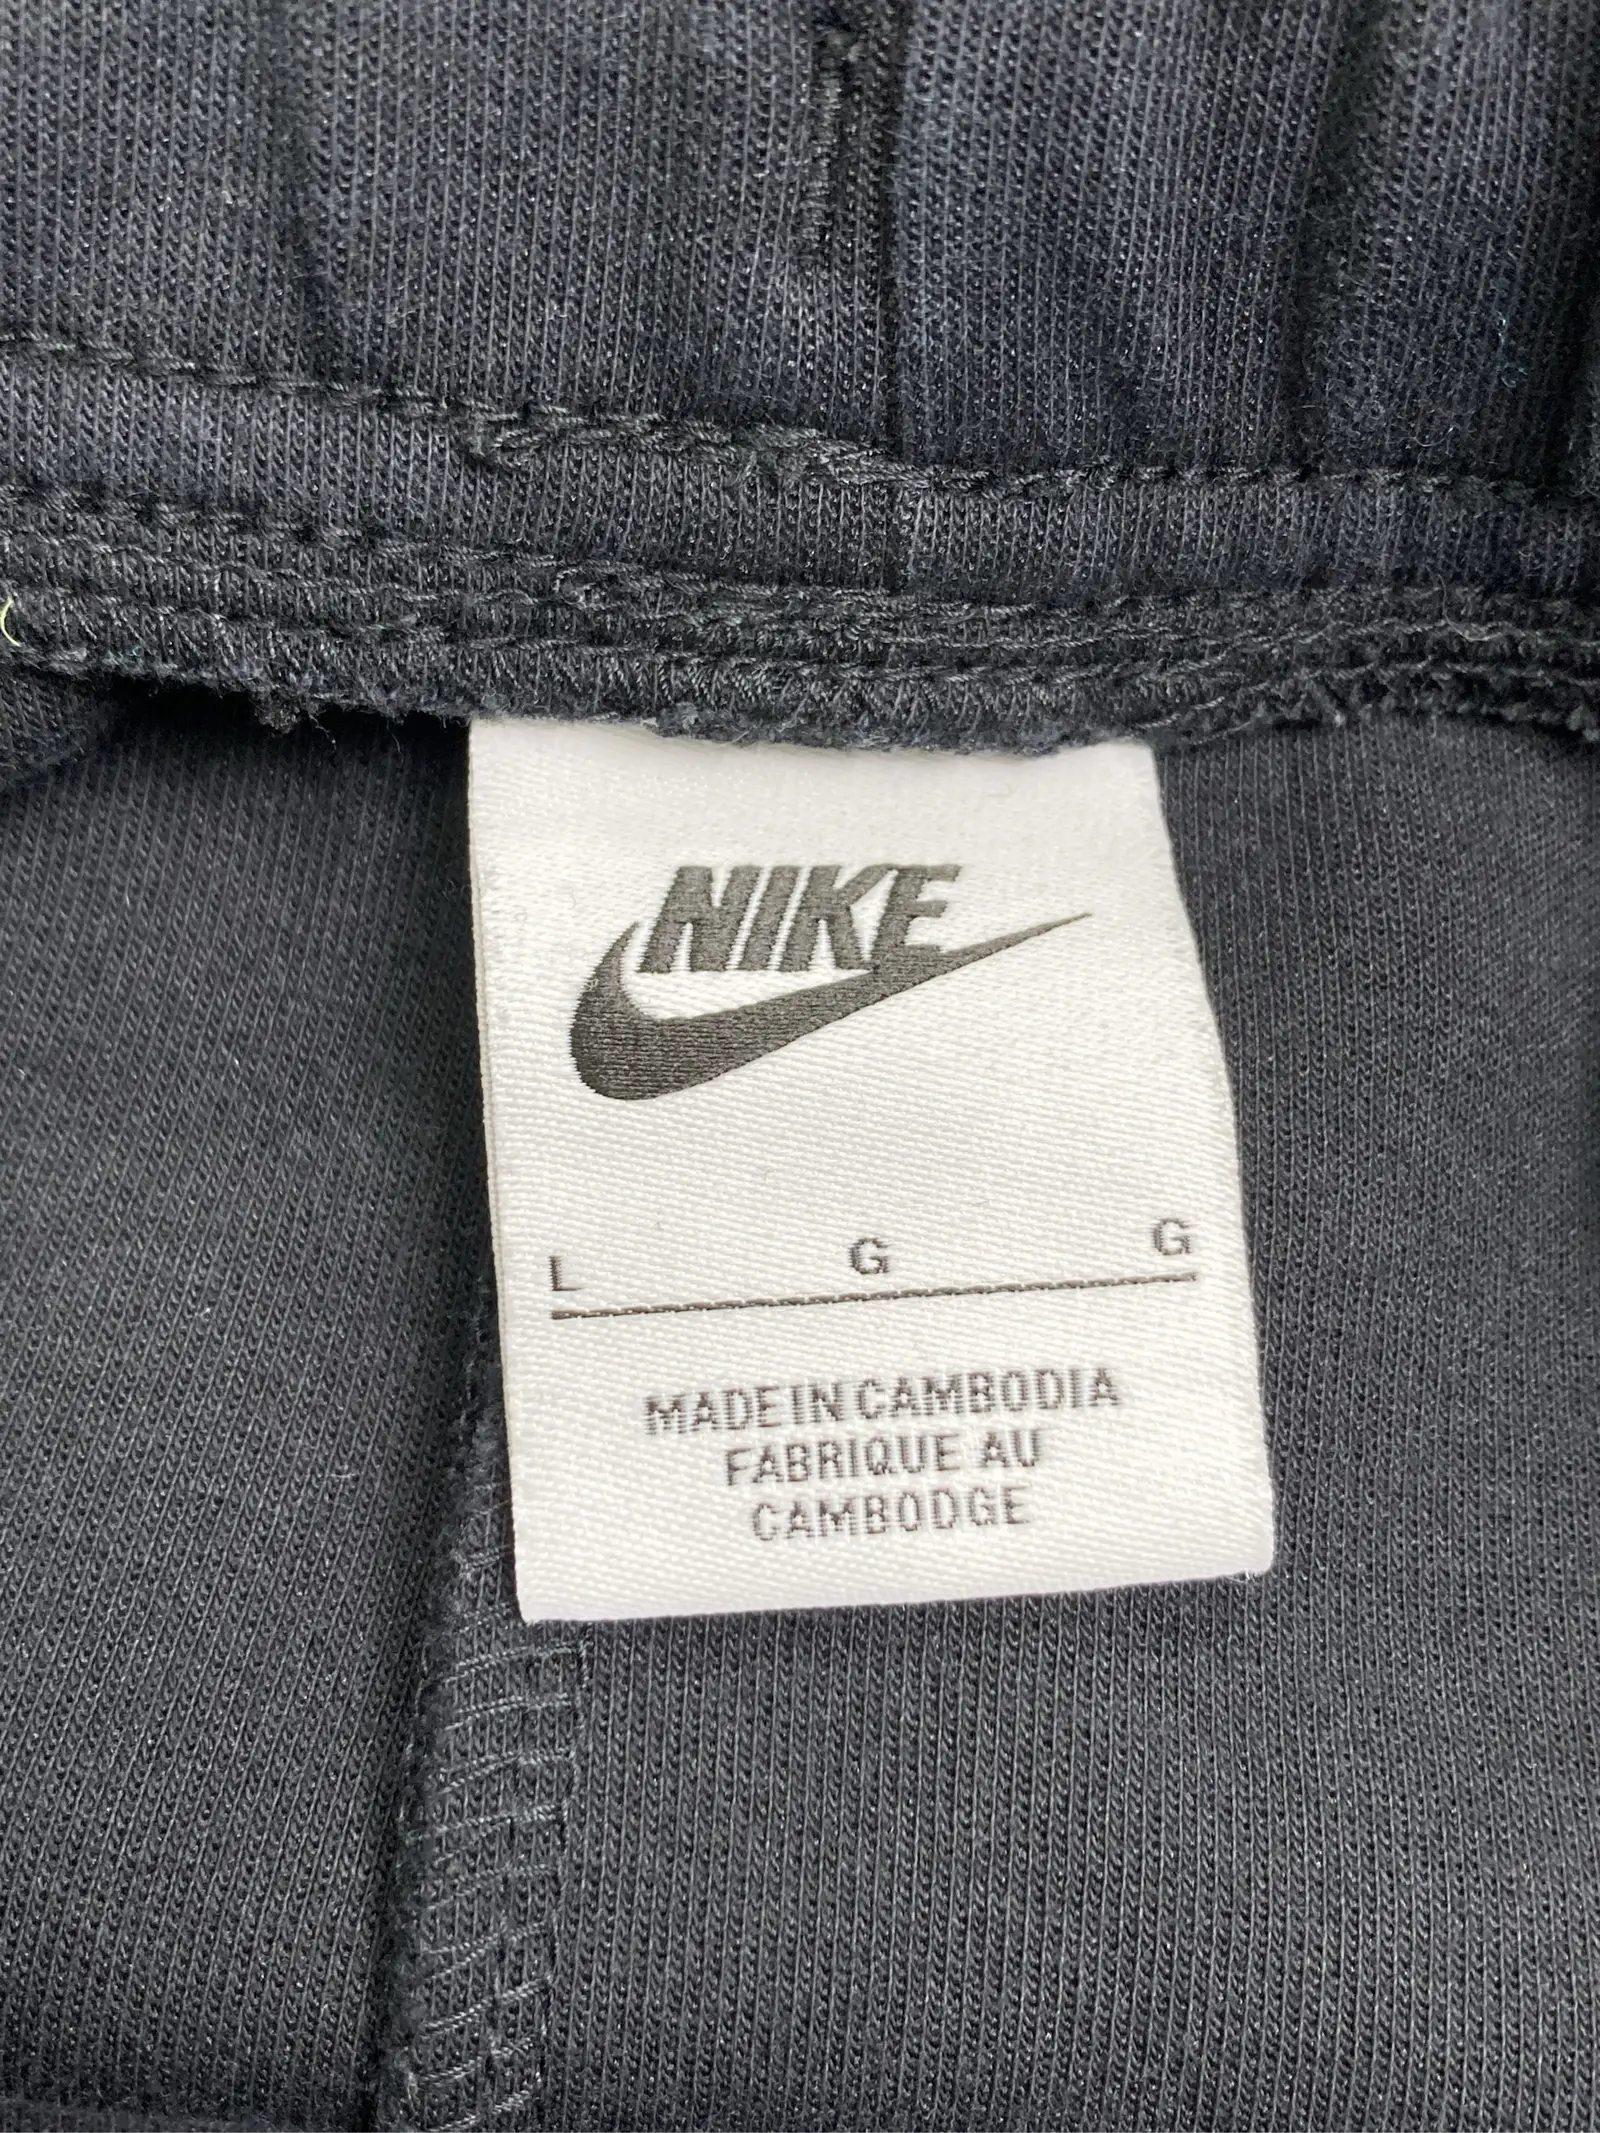 NIKE
L G G
MADE IN CAMBODIA
FABRIQUE AU
CAMBODGE